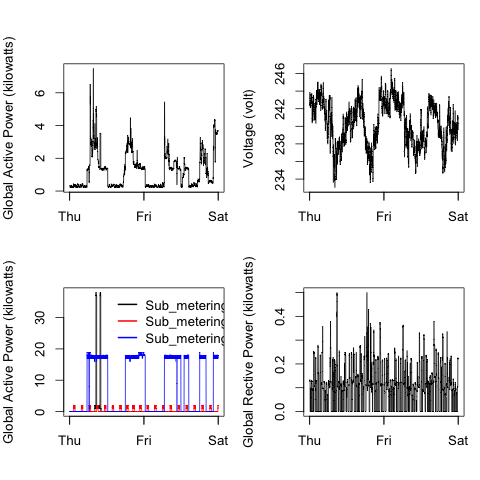 Global Active Power (kilowatts)
0 2 4 6
Thu Fri Sat
Voltage (volt)
234 238 242 246
Thu Fri Sat
Global Active Power (kilowatts)
0 10 20 30
Sub_metering
Sub_metering
Sub_metering
Thu Fri Sat
Global Rective Power (kilowatts)
0.0 0.2 0.4
Thu Fri Sat